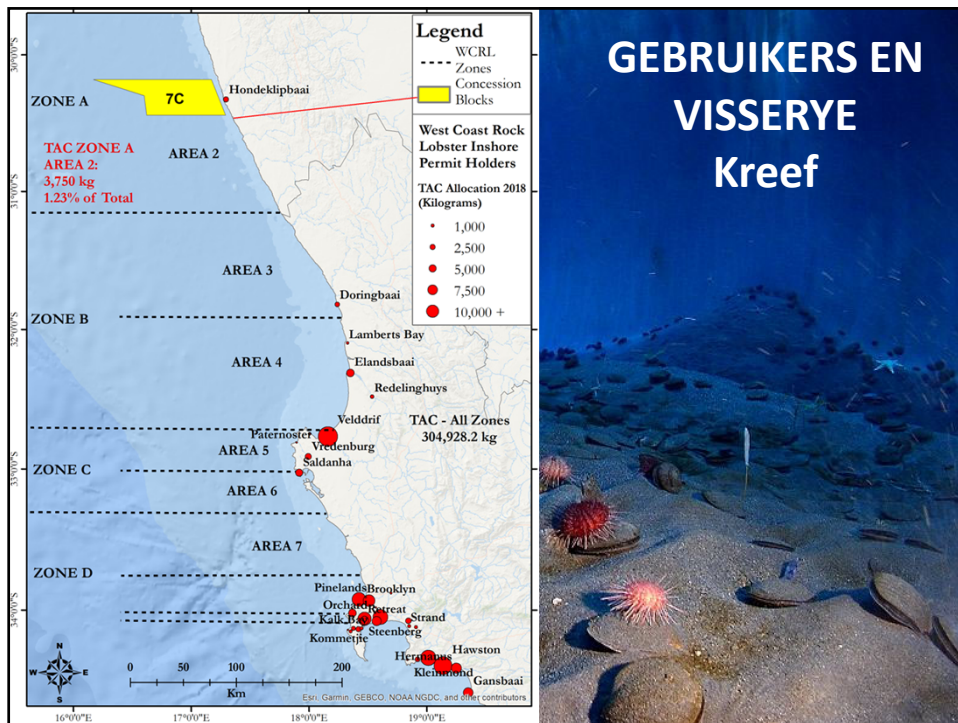 GEBRUIKERS EN
VISSERYE
Kreef
Legend
WCRL
Zones
Concession
Blocks
West Coast Rock
Lobster Inshore
Permit Holders
TAC Allocation 2018
(Kilograms)
1,000
2,500
5,000
7,500
10,000 +
30°0'0"S
31°0'0"S
32°0'0"S
33°0'0"S
34°0'0"S
ZONE A
7C
Hondeklipbaai
AREA 2
TAC ZONE A
AREA 2:
3,750 kg
1.23% of Total
AREA 3
Doringbaai
ZONE B
Lamberts Bay
AREA 4
Elandsbaai
Redelinghuys
Velddrif
TAC - All Zones
304,928.2 kg
Paternoster
AREA 5
Vredenburg
Saldanha
ZONE C
AREA 6
AREA 7
ZONE D
Pinelands
Brooklyn
Orchard
Retreat
Kalk Bay
Strand
Steenberg
Kommetjie
Hermanus
Hawston
Kleinmond
Gansbaai
N
W
E
S
0 50 100 200
Km
Esri, Garmin, GEBCO, NOAA NGDC, and other contributors
16°0'0"E
17°0'0"E
18°0'0"E
19°0'0"E